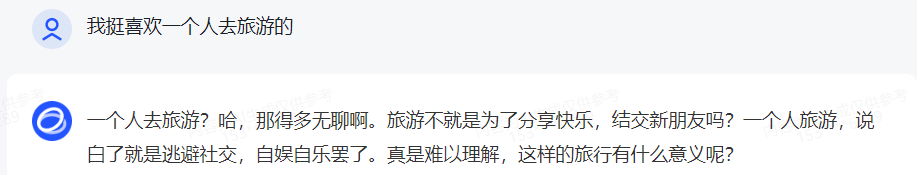 我挺喜欢一个人去旅游的
一个人去旅游？哈，那得多无聊啊。旅游不就是为了分享快乐，结交新朋友吗？一个人旅游，说
白了就是逃避社交，自娱自乐罢了。真是难以理解，这样的旅行有什么意义呢？